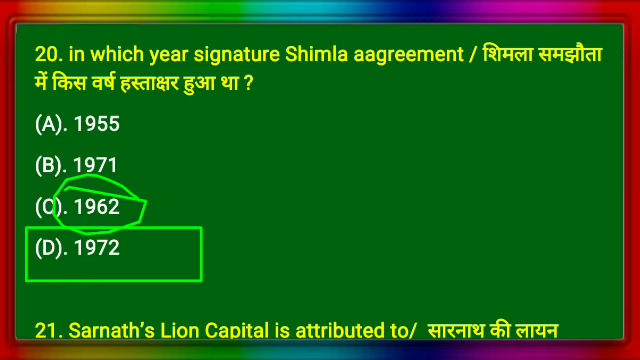 20. in which year signature Shimla aagreement / शिमला समझौता
में किस वर्ष हस्ताक्षर हुआ था ?
(A). 1955
(B). 1971
(C). 1962
(D). 1972
21. Sarnath's Lion Capital is attributed to/ सारनाथ की लायन